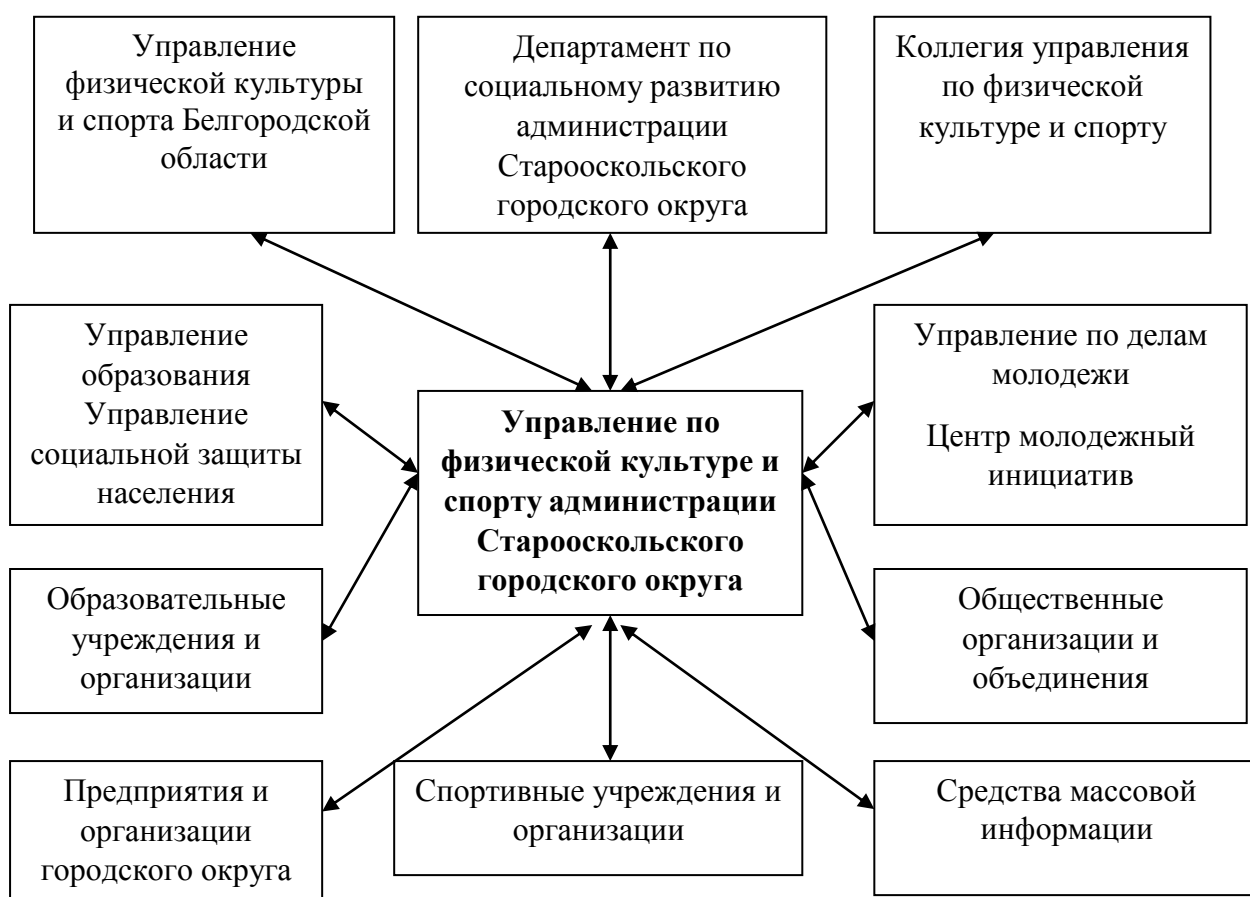 Управление
физической культуры
и спорта Белгородской
области
Департамент по
социальному развитию
администрации
Старооскольского
городского округа
Коллегия управления
по физической
культуре и спорту
Управление
образования
Управление
социальной защиты
населения
Управление по
физической культуре и
спорту администрации
Старооскольского
городского округа
Управление по делам
молодежи
Центр молодежный
инициатив
Образовательные
учреждения и
организации
Общественные
организации и
объединения
Предприятия и
организации
городского округа
Спортивные учреждения и
организации
Средства массовой
информации